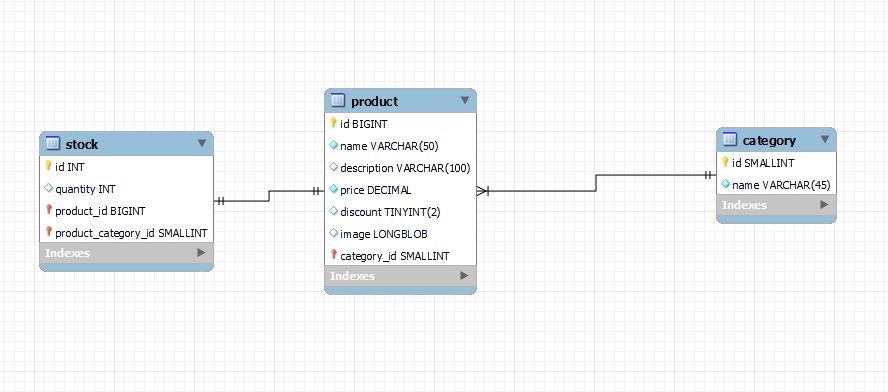 stock
id INT
quantity INT
product_id BIGINT
product_category_id SMALLINT
Indexes
product
id BIGINT
name VARCHAR(50)
description VARCHAR(100)
price DECIMAL
discount TINYINT(2)
image LONGBLOB
category_id SMALLINT
Indexes
category
id SMALLINT
name VARCHAR(45)
Indexes